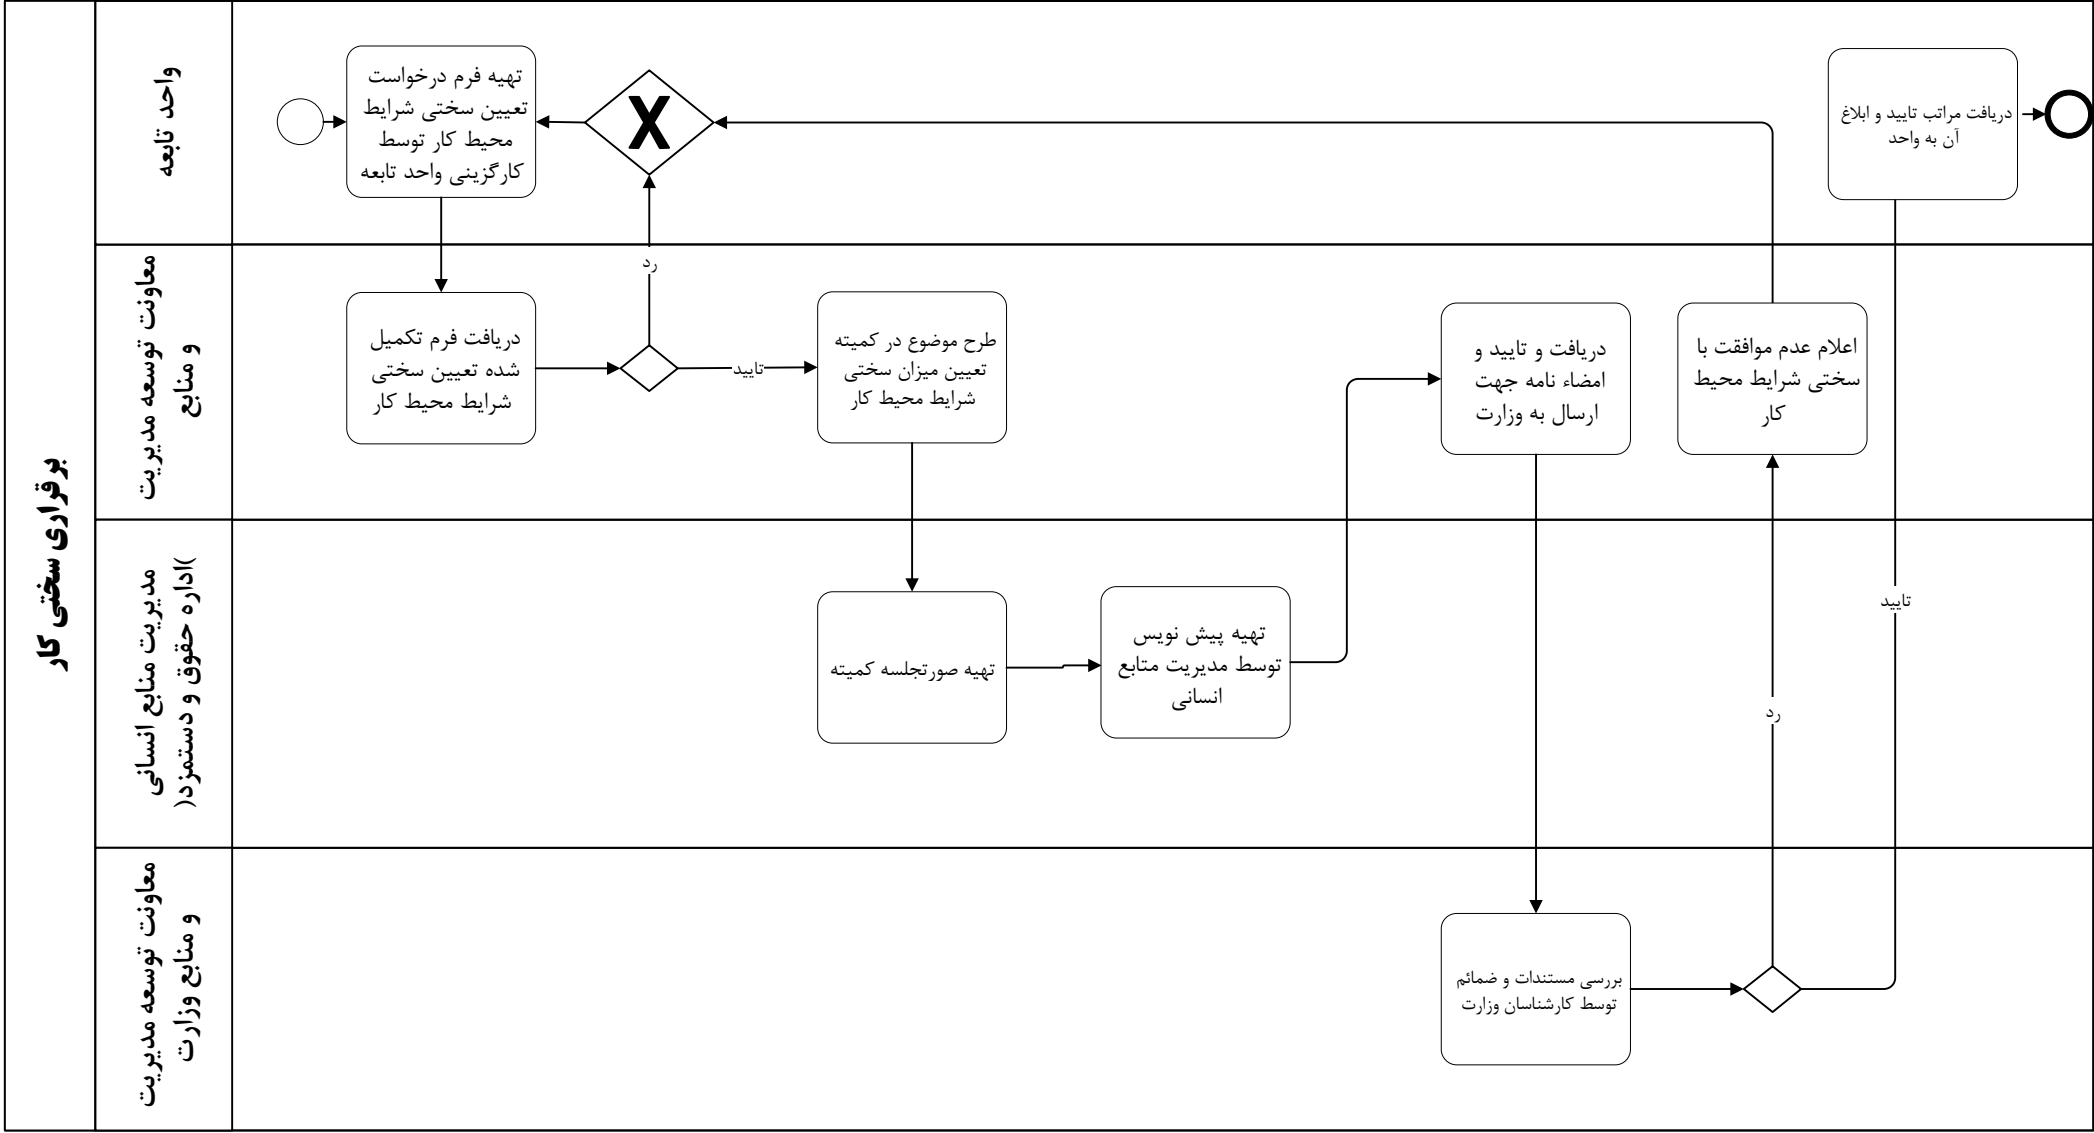 برقراری سختی کار
واحد تابعه
تهیه فرم درخواست
تعیین سختی شرایط
محیط کار توسط
کارگزینی واحد تابعه
X
دریافت مراتب تایید و ابلاغ
آن به واحد
معاونت توسعه مدیریت
و منابع
دریافت فرم تکمیل
شده تعیین سختی
شرایط محیط کار
رد
تایید
طرح موضوع در کمیته
تعیین میزان سختی
شرایط محیط کار
دریافت و تایید و
امضاء نامه جهت
ارسال به وزارت
اعلام عدم موافقت با
سختی شرایط محیط
کار
مدیریت منابع انسانی
)اداره حقوق و دستمزد(
تهیه صورتجلسه کمیته
تهیه پیش نویس
توسط مدیریت متابع
انسانی
رد
تایید
معاونت توسعه مدیریت
و منابع وزارت
بررسی مستندات و ضمائم
توسط کارشناسان وزارت